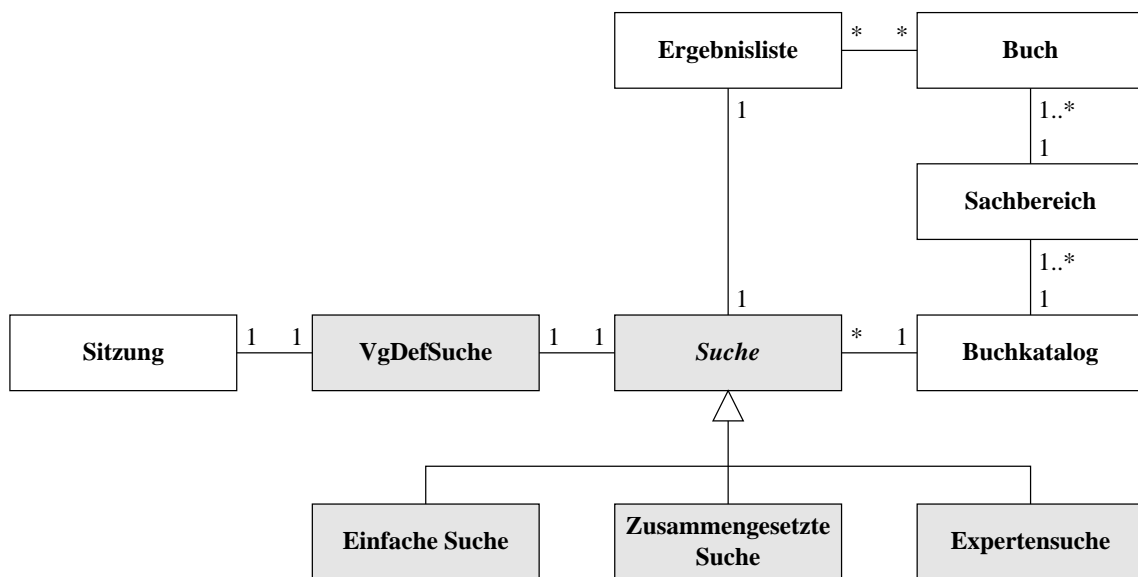 Ergebnisliste
* *
Buch
1
1..*
1
Sachbereich
1..*
1 1
Sitzung
1 1
VgDefSuche
1 1
Suche
* 1
Buchkatalog
Einfache Suche
Zusammengesetzte
Suche
Expertensuche